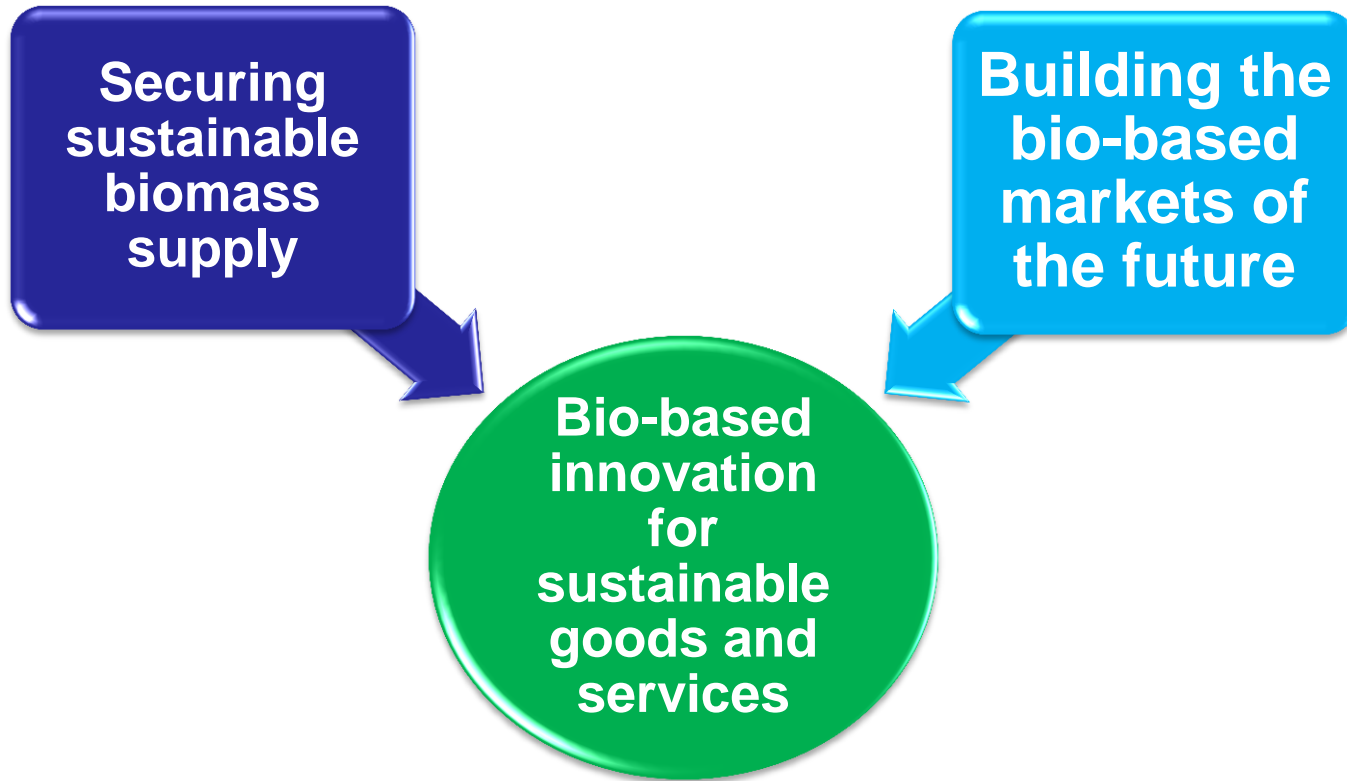 Securing
sustainable
biomass
supply
Building the
bio-based
markets of
the future
Bio-based
innovation
for
sustainable
goods and
services